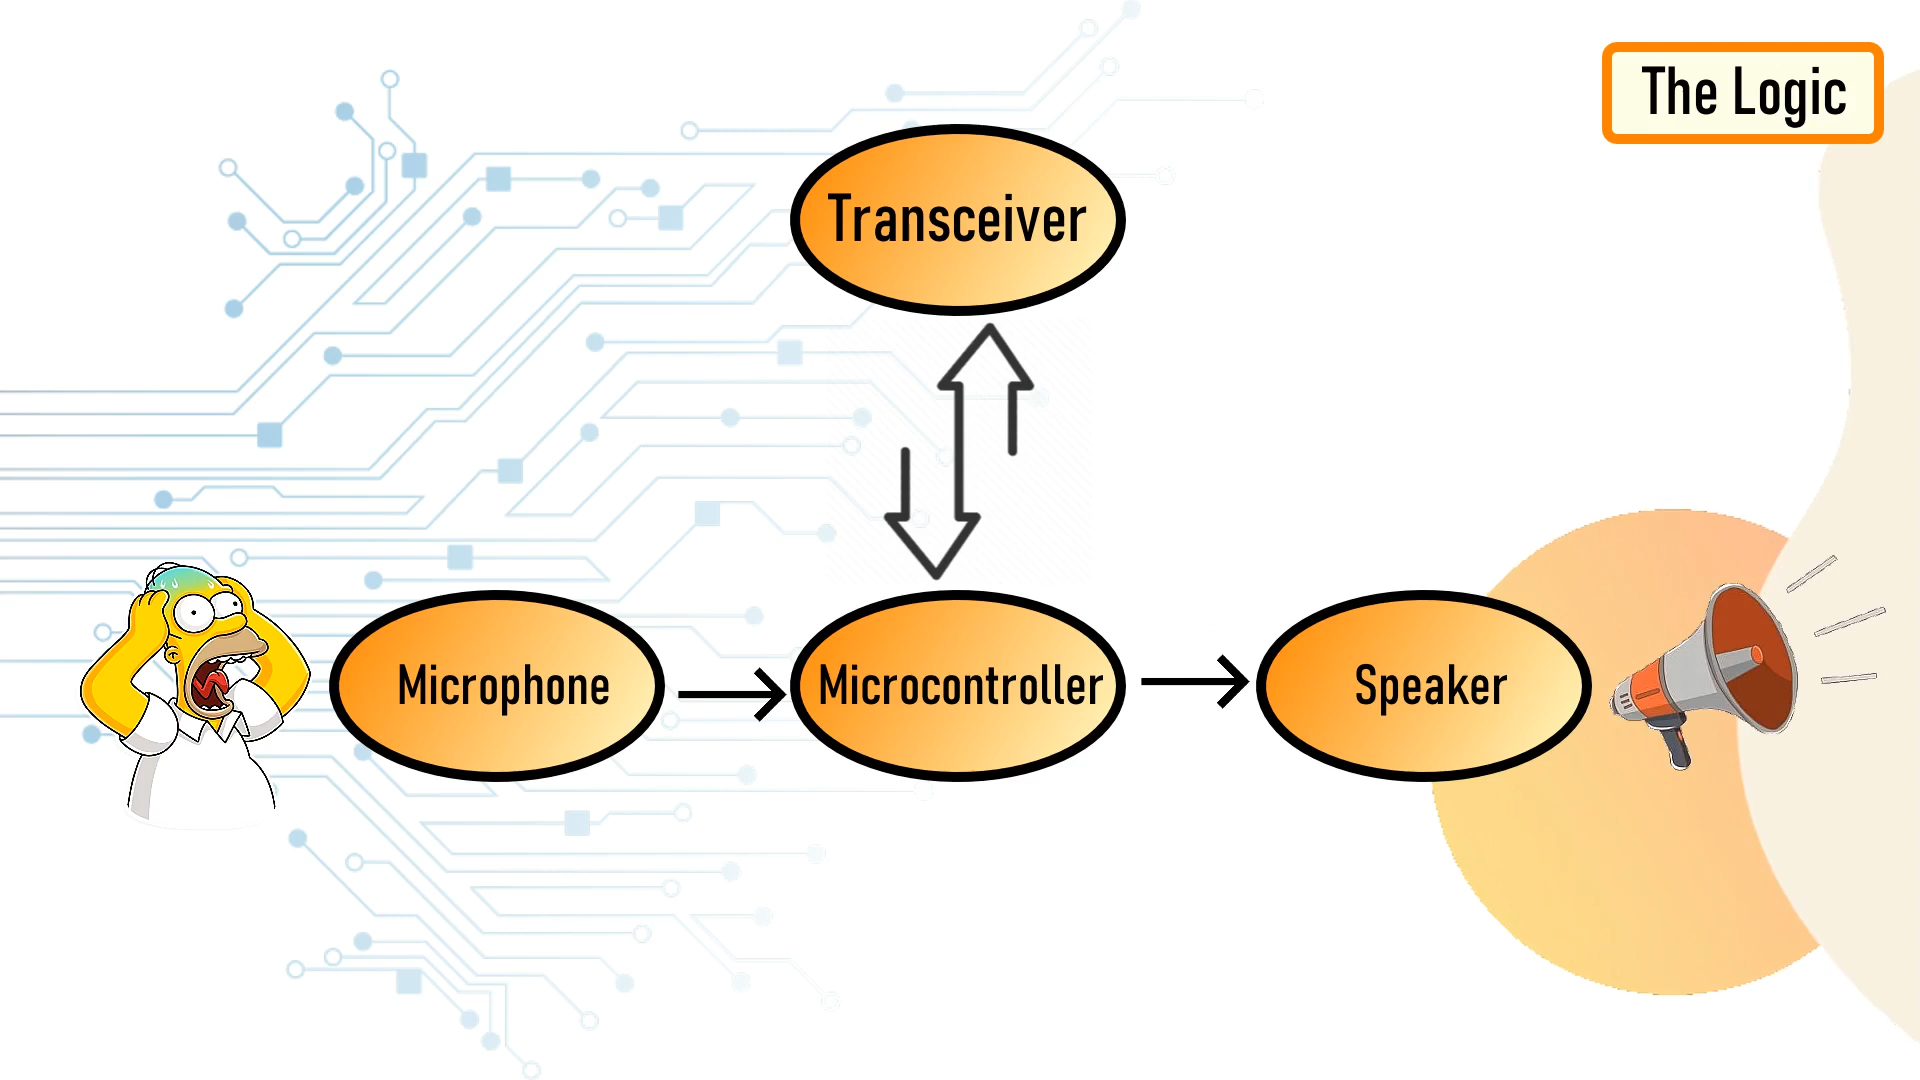 The Logic
Transceiver
Microphone
Microcontroller
Speaker